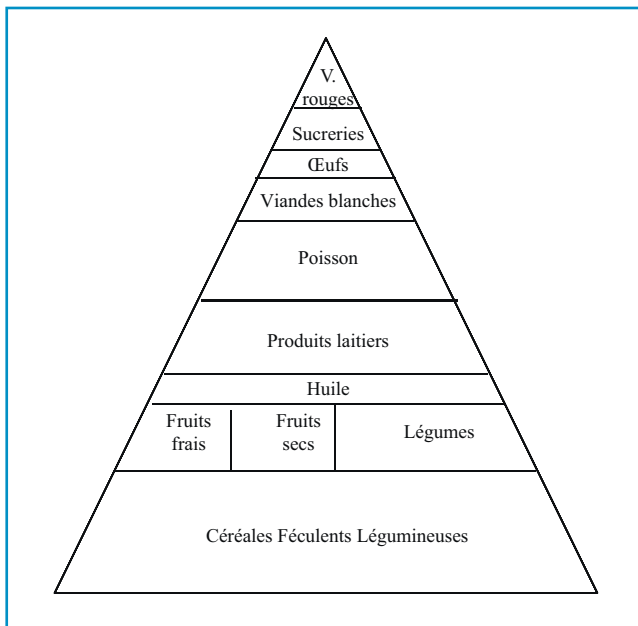 V.
rouges
Sucreries
Œufs
Viandes blanches
Poisson
Produits laitiers
Huile
Fruits
frais
Fruits
secs
Légumes
Céréales Féculents Légumineuses